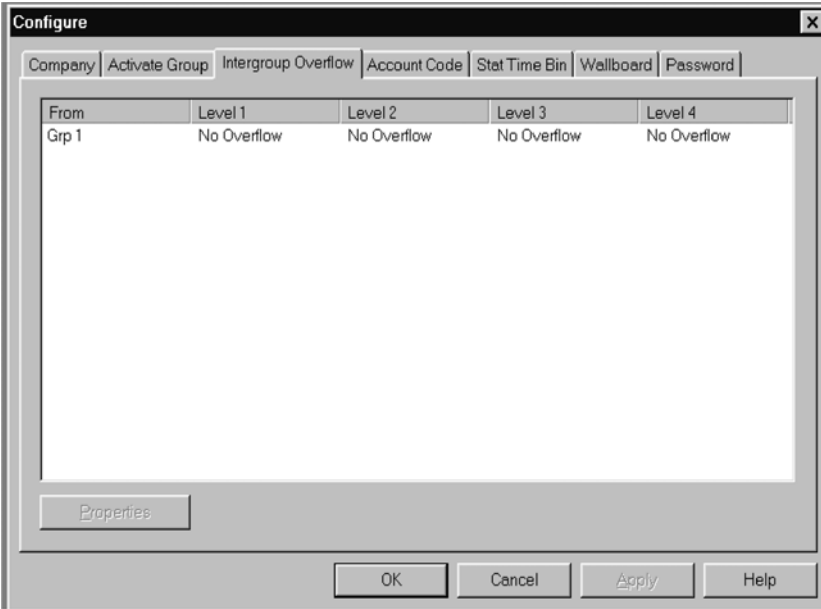 Configure
Company Activate Group Intergroup Overflow Account Code Stat Time Bin Wallboard Password
From Level 1 Level 2 Level 3 Level 4
Grp 1 No Overflow No Overflow No Overflow No Overflow
Properties
OK Cancel Apply Help